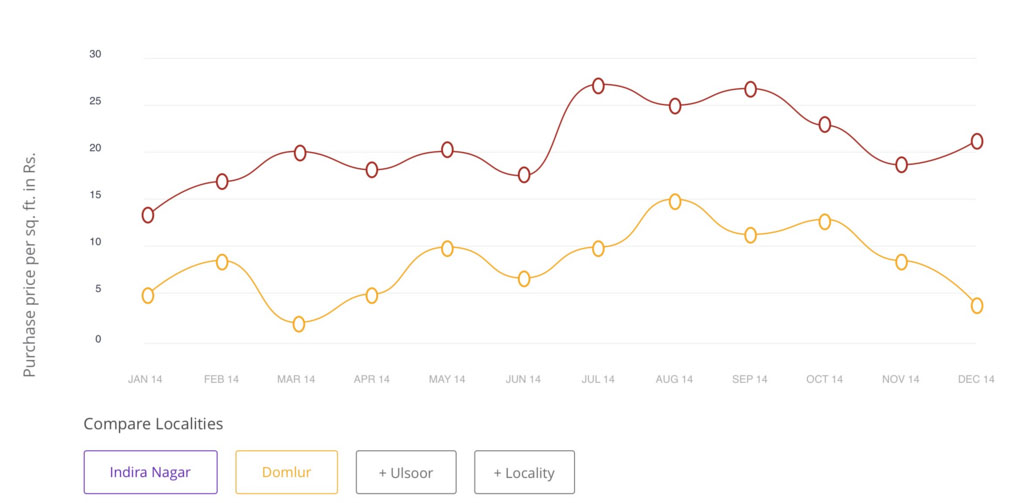 30
25
20
15
10
5
0
Purchase price per sq. ft. in Rs.
JAN 14 FEB 14 MAR 14 APR 14 MAY 14 JUN 14 JUL 14 AUG 14 SEP 14 OCT 14 NOV 14 DEC 14
Compare Localities
Indira Nagar Domlur + Ulsoor + Locality